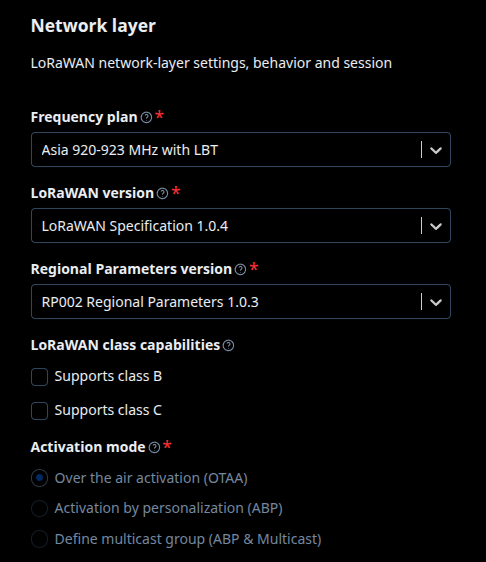 Network layer
LoRaWAN network-layer settings, behavior and session
Frequency plan ? *
Asia 920-923 MHz with LBT
LoRaWAN version ? *
LoRaWAN Specification 1.0.4
Regional Parameters version ? *
RP002 Regional Parameters 1.0.3
LoRaWAN class capabilities ?
Supports class B
Supports class C
Activation mode ? *
Over the air activation (OTAA)
Activation by personalization (ABP)
Define multicast group (ABP & Multicast)